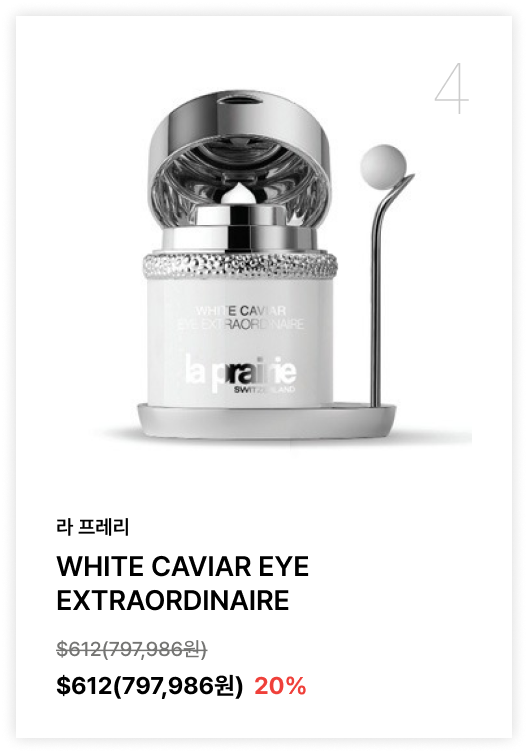 4
WHITE CAVIAR
EYE EXTRAORDINAIRE
la prairie
SWITZERLAND
라 프레리
WHITE CAVIAR EYE
EXTRAORDINAIRE
$612(797,986원)
$612(797,986원) 20%